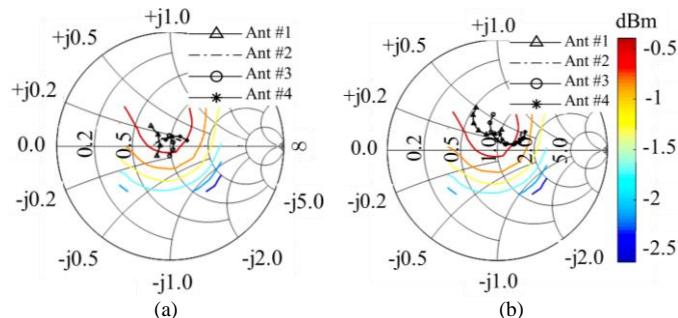 +j1.0
Ant #1
Ant #2
Ant #3
Ant #4
+j0.5
+j0.2
0.0
0.2
0.5
∞
-j0.2
-j5.0
-j0.5
-j2.0
-j1.0
(a)
+j1.0
Ant #1
Ant #2
Ant #3
Ant #4
+j0.5
+j0.2
0.0
0.2
0.5
1.0
2.0
5.0
-j0.2
-j0.5
-j2.0
-j1.0
(b)
dBm
-0.5
-1
-1.5
-2
-2.5